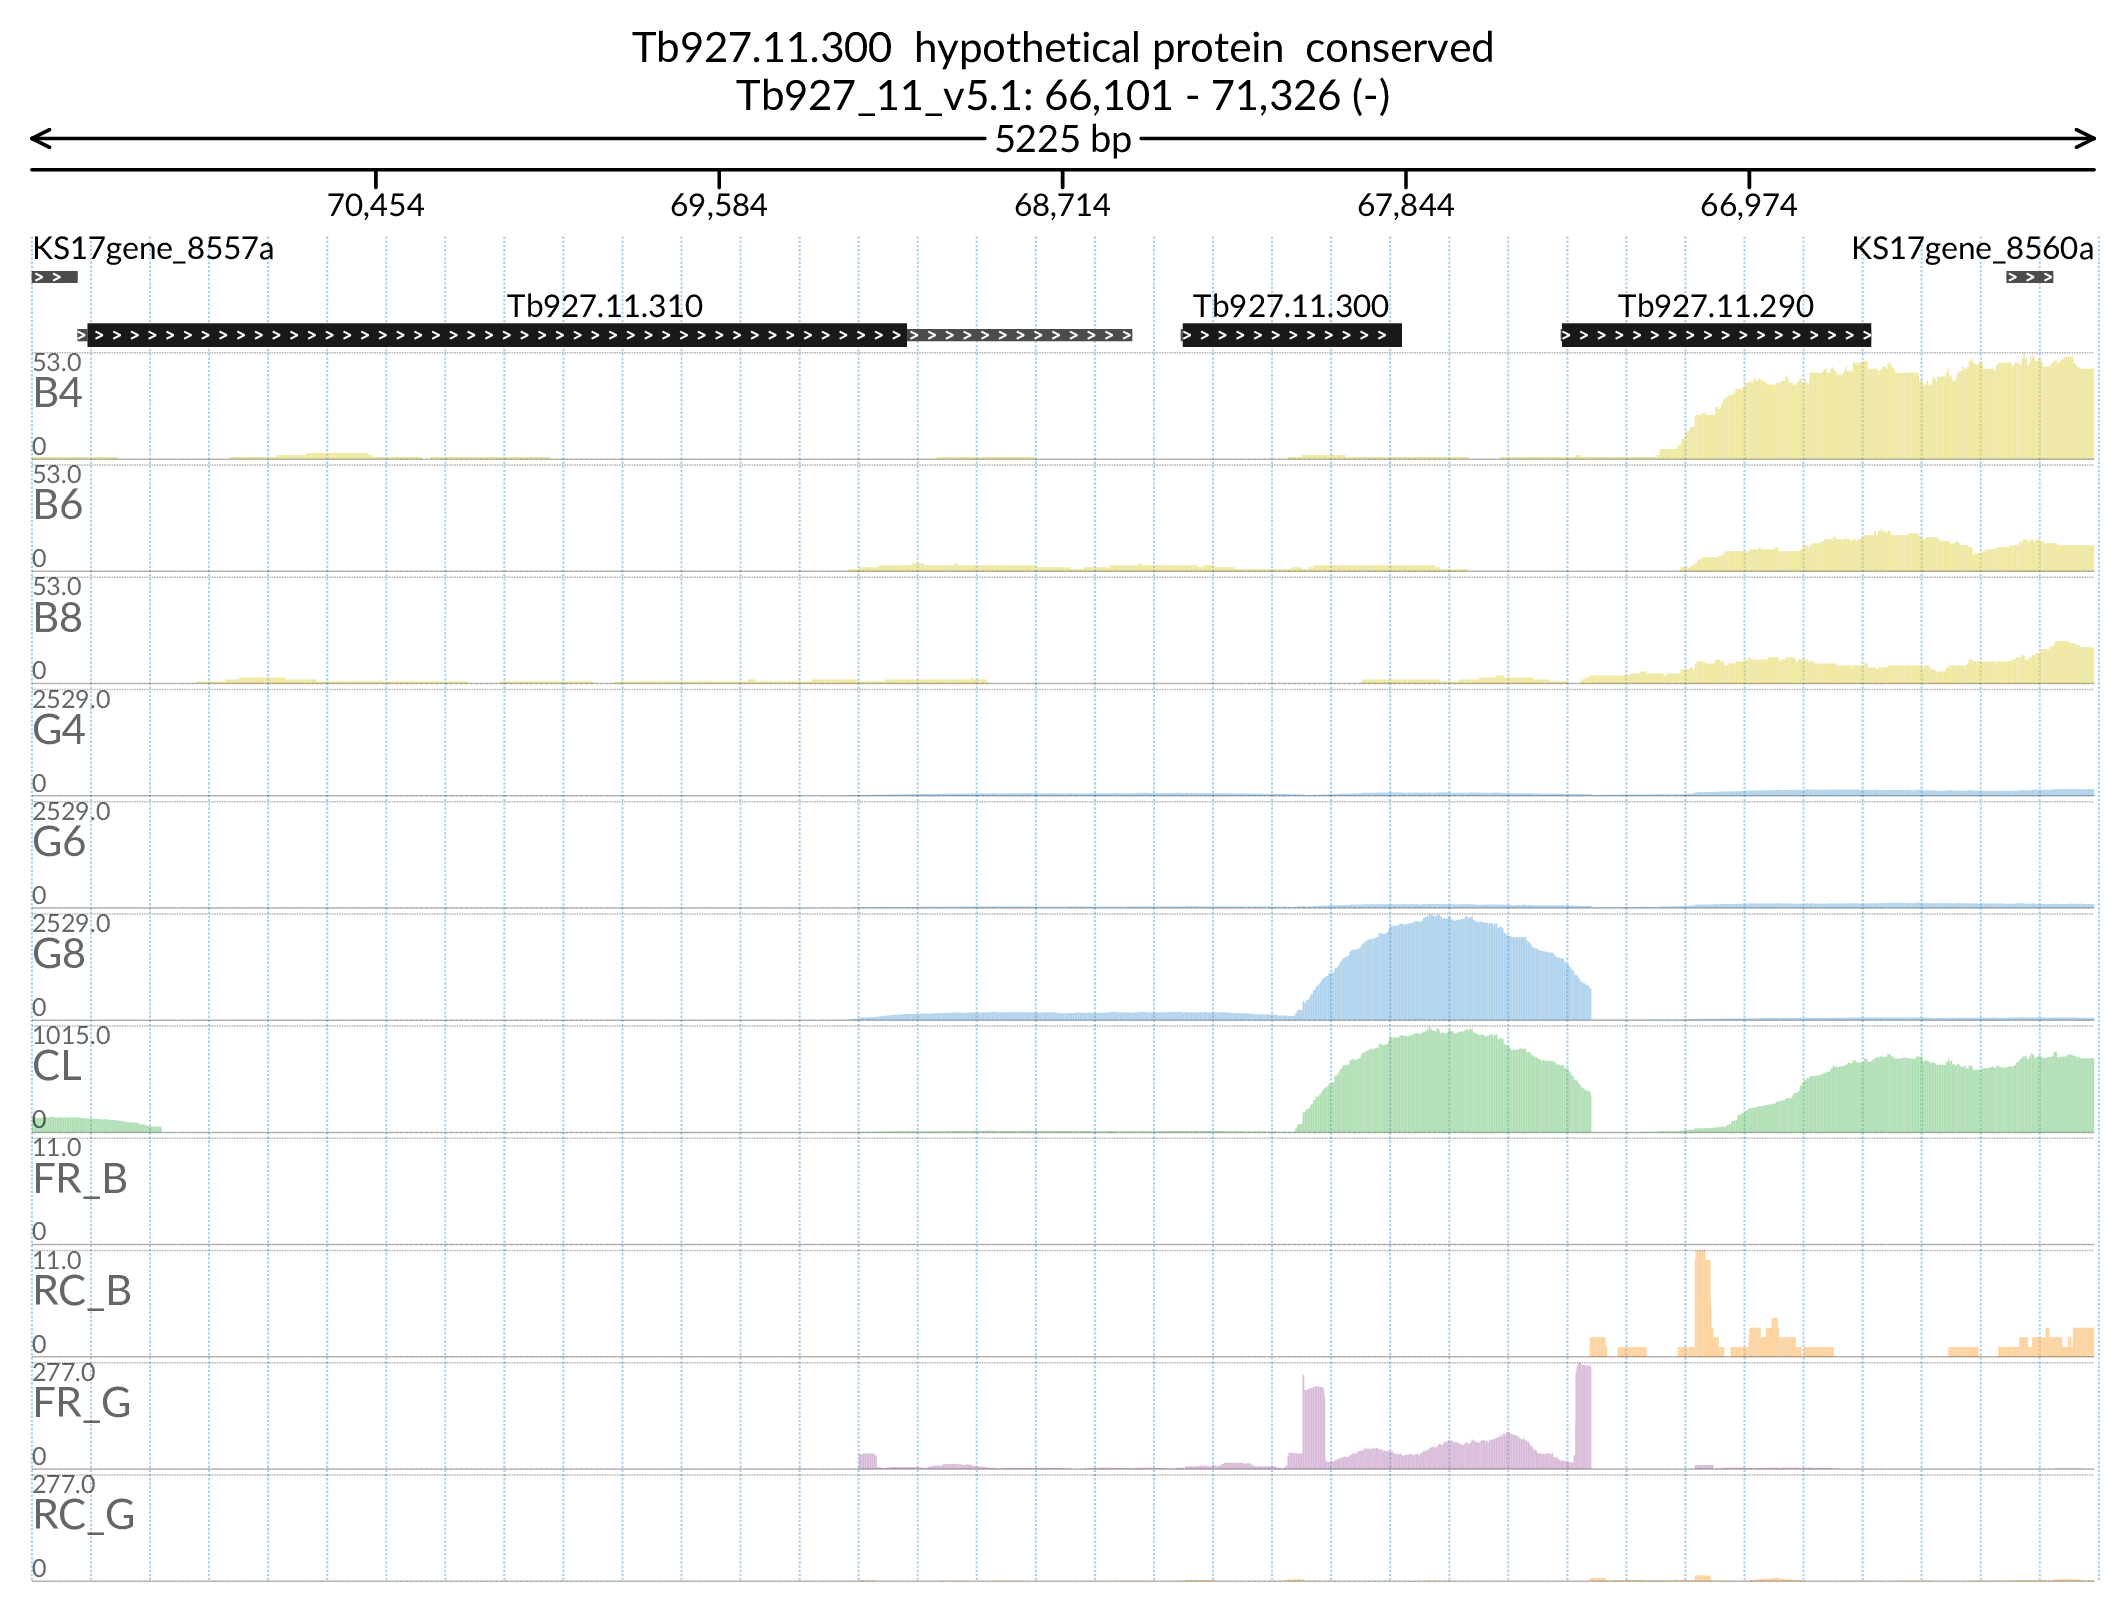 Tb927.11.300  hypothetical protein  conserved
Tb927_11_v5.1: 66,101 - 71,326 (-)
5225 bp
70,454 69,584 68,714 67,844 66,974
KS17gene_8557a KS17gene_8560a
Tb927.11.310 Tb927.11.300 Tb927.11.290
53.0
B4
0
53.0
B6
0
53.0
B8
0
2529.0
G4
0
2529.0
G6
0
2529.0
G8
0
1015.0
CL
0
11.0
FR_B
0
11.0
RC_B
0
277.0
FR_G
0
277.0
RC_G
0